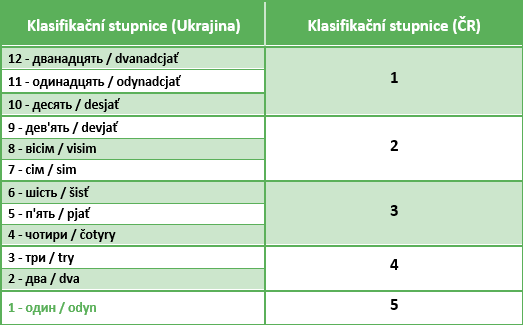 Klasifikační stupnice (Ukrajina) Klasifikační stupnice (ČR)
12 - дванадцять / dvanadcjať
11 - одинадцять / odynadcjať
10 - десять / desjať
1
9 - дев'ять / devjať
8 - вісім / visim
7 - сім / sim
2
6 - шість / šisť
5 - п'ять / pjať
4 - чотири / čotyry
3
3 - три / try
2 - два / dva
4
1 - один / odyn
5